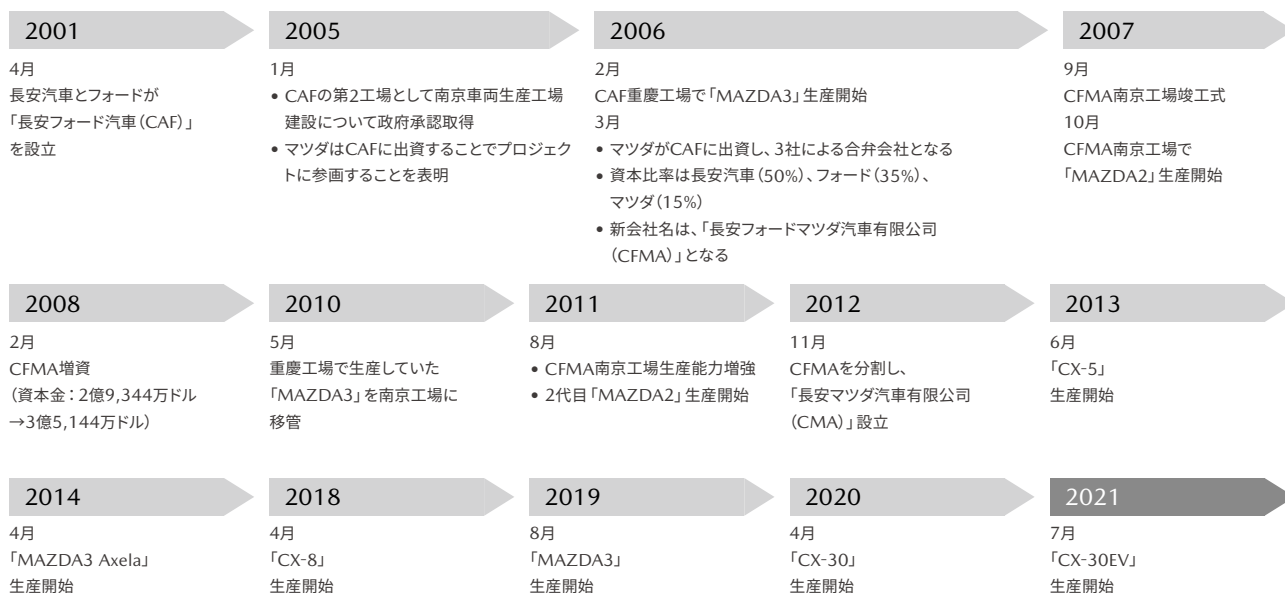 2001
4月
長安汽車とフォードが
「長安フォード汽車（CAF）」
を設立
2005
1月
• CAFの第2工場として南京車両生産工場
建設について政府承認取得
• マツダはCAFに出資することでプロジェク
トに参画することを表明
2006
2月
CAF重慶工場で「MAZDA3」生産開始
3月
• マツダがCAFに出資し、3社による合弁会社となる
• 資本比率は長安汽車（50%）、フォード（35%）、
マツダ（15%）
• 新会社名は、「長安フォードマツダ汽車有限公司
（CFMA）」となる
2007
9月
CFMA南京工場竣工式
10月
CFMA南京工場で
「MAZDA2」生産開始
2008
2月
CFMA増資
（資本金：2億9,344万ドル
→3億5,144万ドル）
2010
5月
重慶工場で生産していた
「MAZDA3」を南京工場に
移管
2011
8月
• CFMA南京工場生産能力増強
• 2代目「MAZDA2」生産開始
2012
11月
CFMAを分割し、
「長安マツダ汽車有限公司
（CMA）」設立
2013
6月
「CX-5」
生産開始
2014
4月
「MAZDA3 Axela」
生産開始
2018
4月
「CX-8」
生産開始
2019
8月
「MAZDA3」
生産開始
2020
4月
「CX-30」
生産開始
2021
7月
「CX-30EV」
生産開始